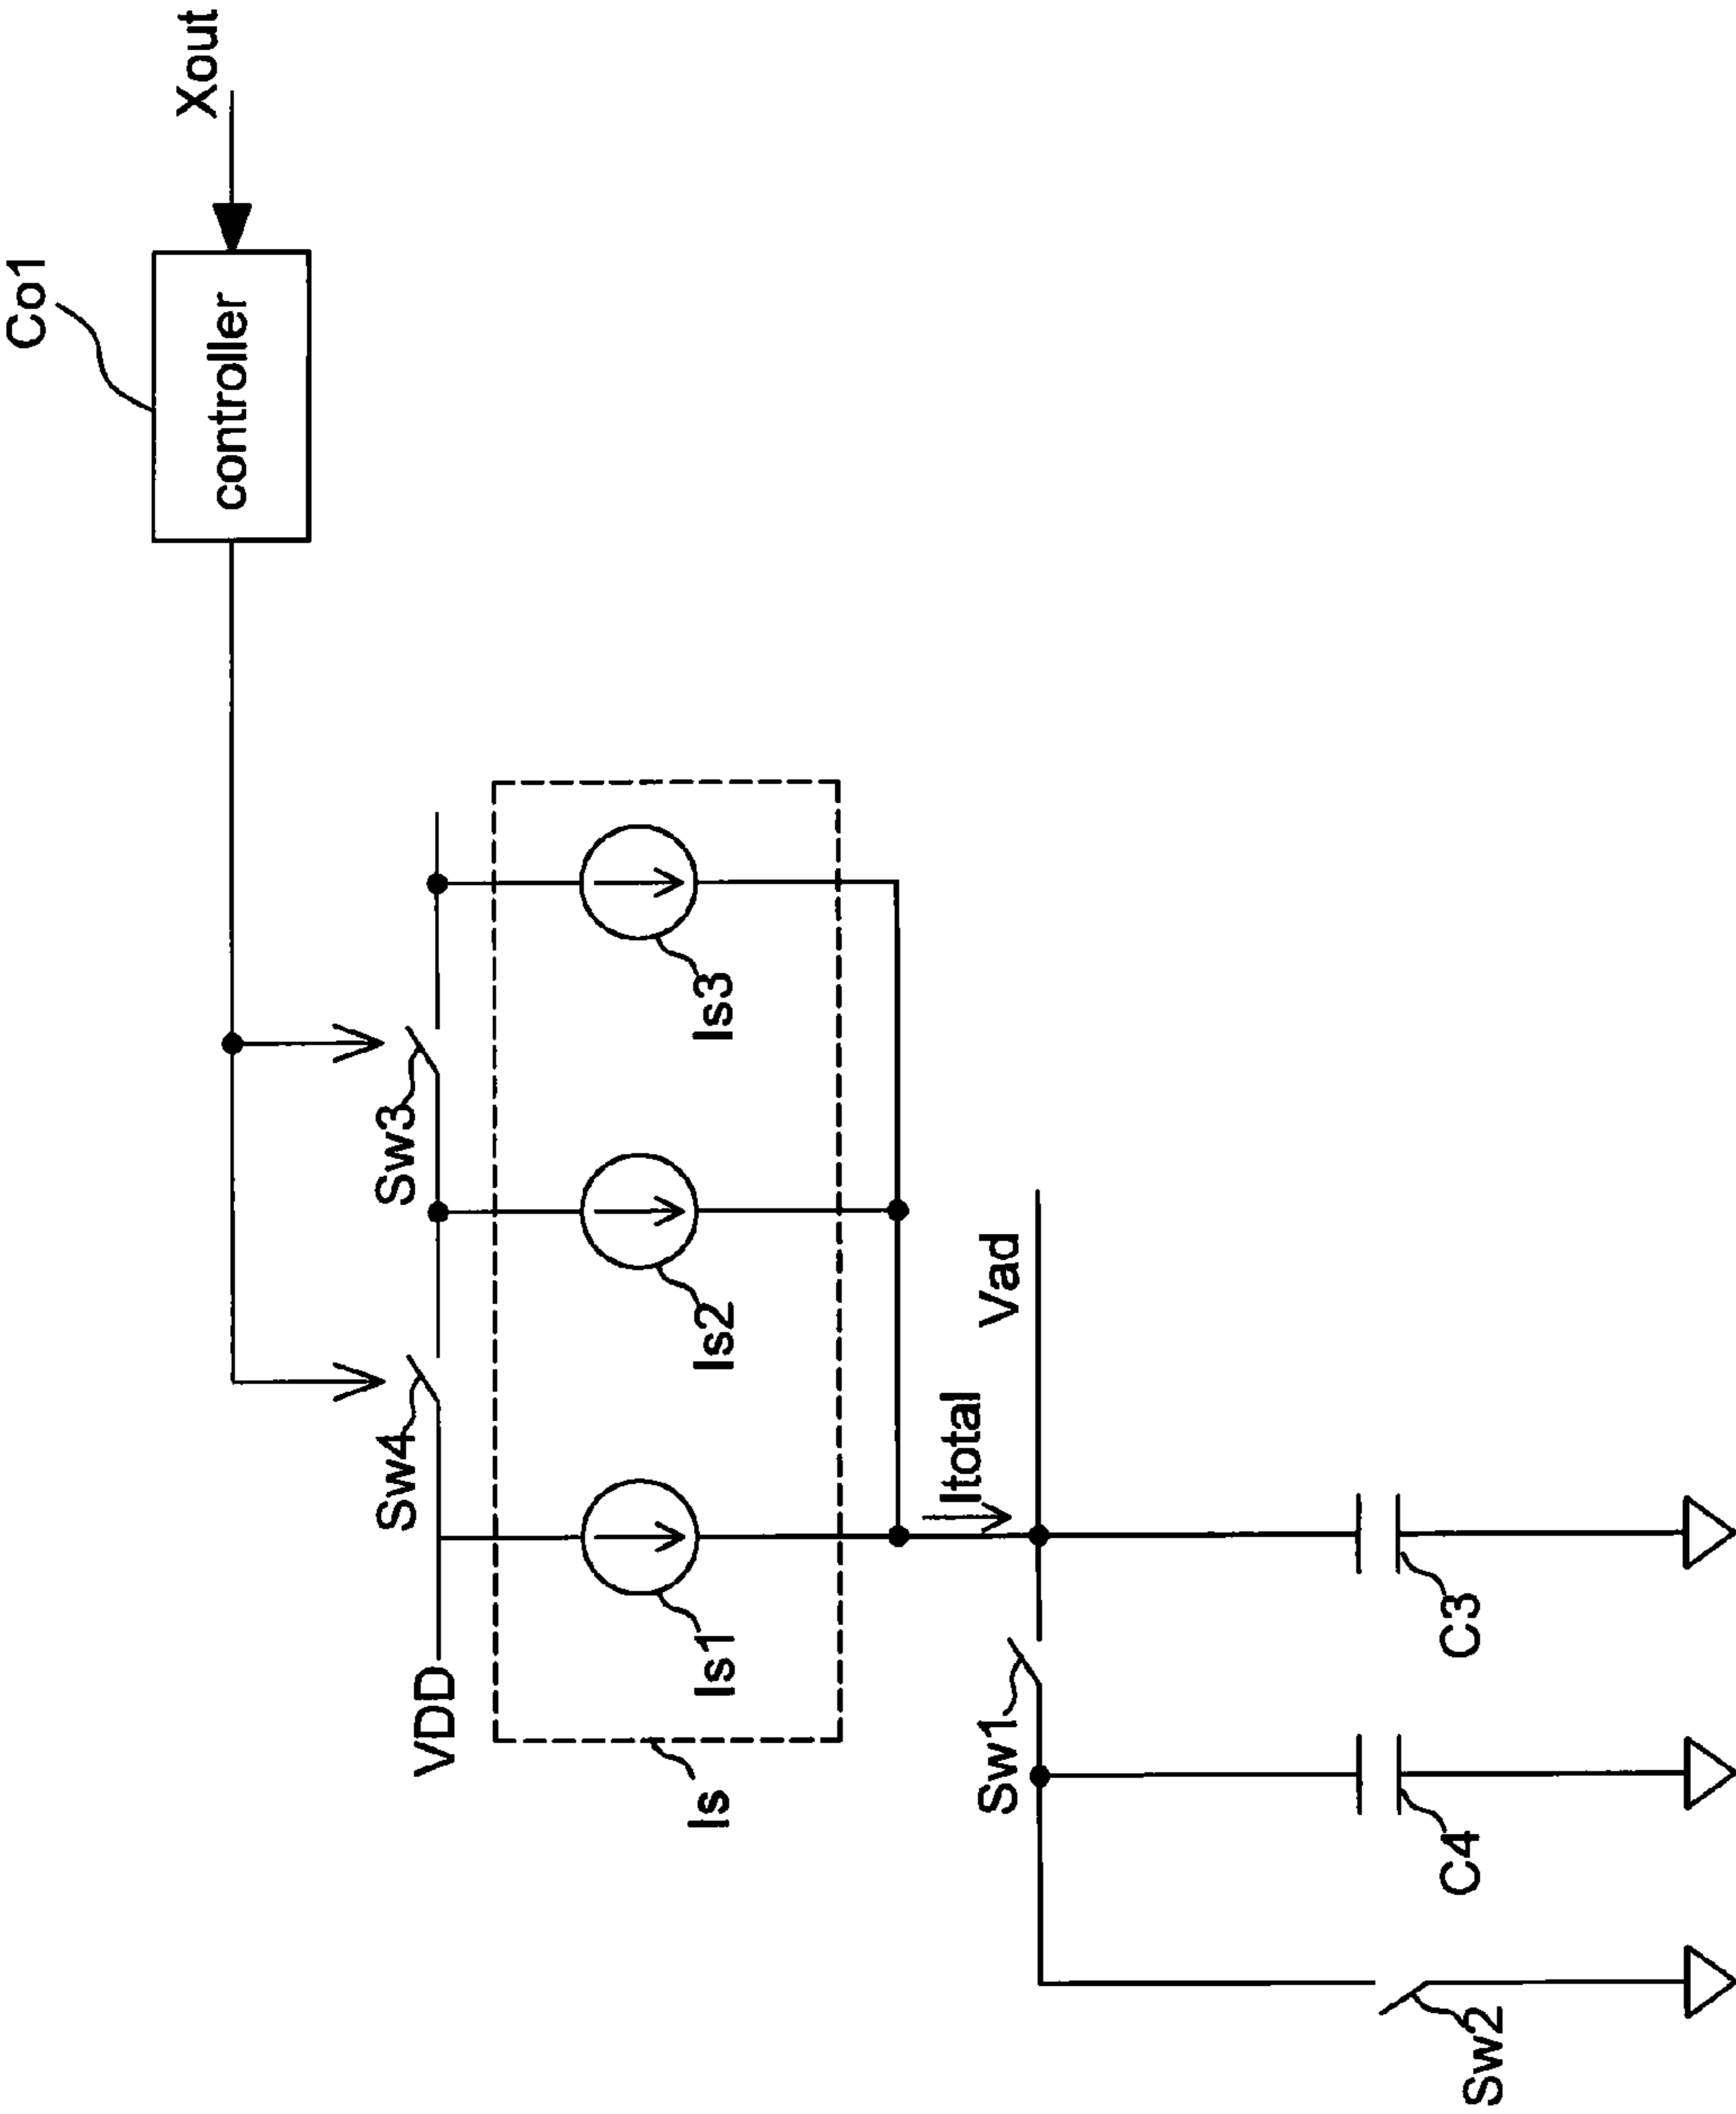 Co1
Xout
controller
Sw4
Sw3
VDD
Is1
Is2
Is3
Is
Itotal
Vad
Sw1
C4
C3
Sw2